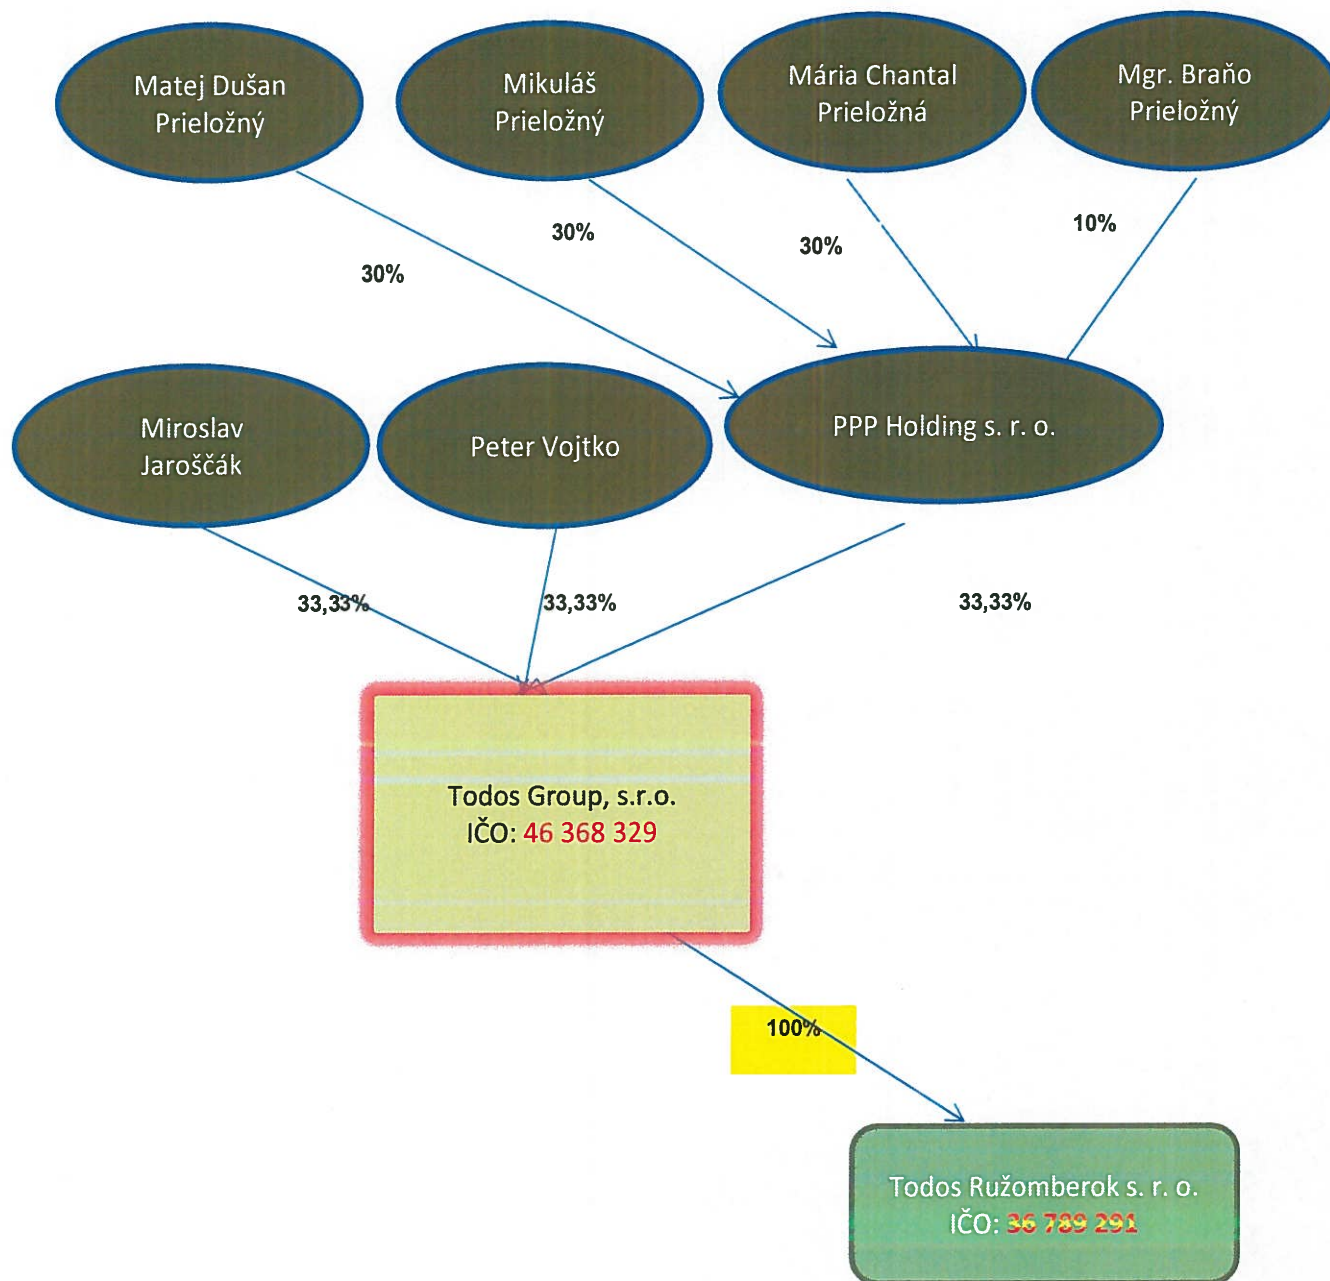 Matej Dušan
Prieložný
Mikuláš
Prieložný
Mária Chantal
Prieložná
Mgr. Braňo
Prieložný
30%
30%
30%
10%
Miroslav
Jaroščák
Peter Vojtko
PPP Holding s. r. o.
33,33%
33,33%
33,33%
Todos Group, s.r.o.
IČO: 46 368 329
100%
Todos Ružomberok s. r. o.
IČO: 36 789 291